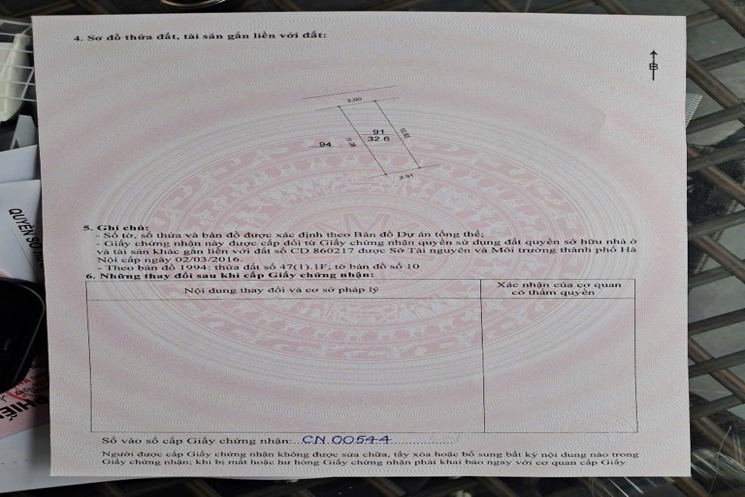 4. Sơ đồ thửa đất, tài sản gắn liền với đất:
B
3.00
91
32.6
94
2.91
5. Ghi chú:
- Số tờ, số thửa và bản đồ được xác định theo Bản đồ Dự án tổng thể;
- Giấy chứng nhận này được cấp đổi từ Giấy chứng nhận quyền sử dụng đất quyền sở hữu nhà ở
và tài sản khác gắn liền với đất số CD 860217 được Sở Tài nguyên và Môi trường thành phố Hà
Nội cấp ngày 02/03/2016.
- Theo bản đồ 1994: thửa đất số 47(1).1F; tờ bản đồ số 10
6. Những thay đổi sau khi cấp Giấy chứng nhận:
Nội dung thay đổi và cơ sở pháp lý
Xác nhận của cơ quan
có thẩm quyền
Số vào sổ cấp Giấy chứng nhận: CN 00544
Người được cấp Giấy chứng nhận không được sửa chữa, tẩy xóa hoặc bổ sung bất kỳ nội dung nào trong
Giấy chứng nhận; khi bị mất hoặc hư hỏng Giấy chứng nhận phải khai báo ngay với cơ quan cấp Giấy.
QUYỀN SỬ
PHIẾ